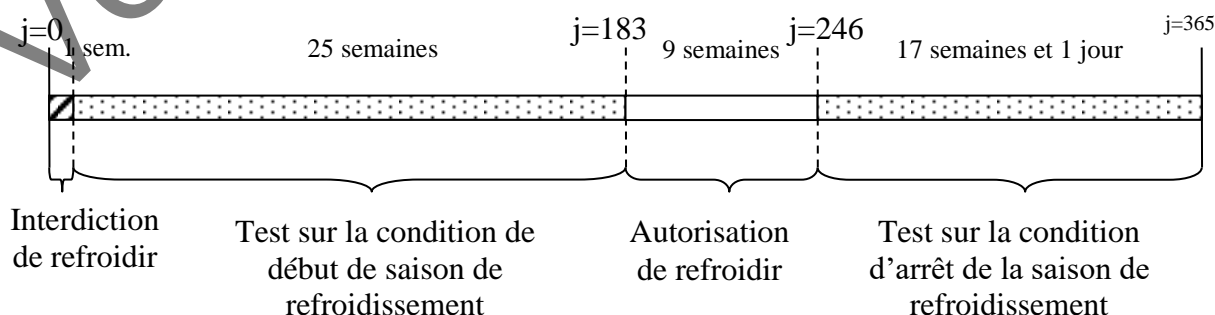 j=0 j=183 j=246 j=365
1 sem. 25 semaines 9 semaines 17 semaines et 1 jour
Interdiction
de refroidir
Test sur la condition de
début de saison de
refroidissement
Autorisation
de refroidir
Test sur la condition
d’arrêt de la saison de
refroidissement